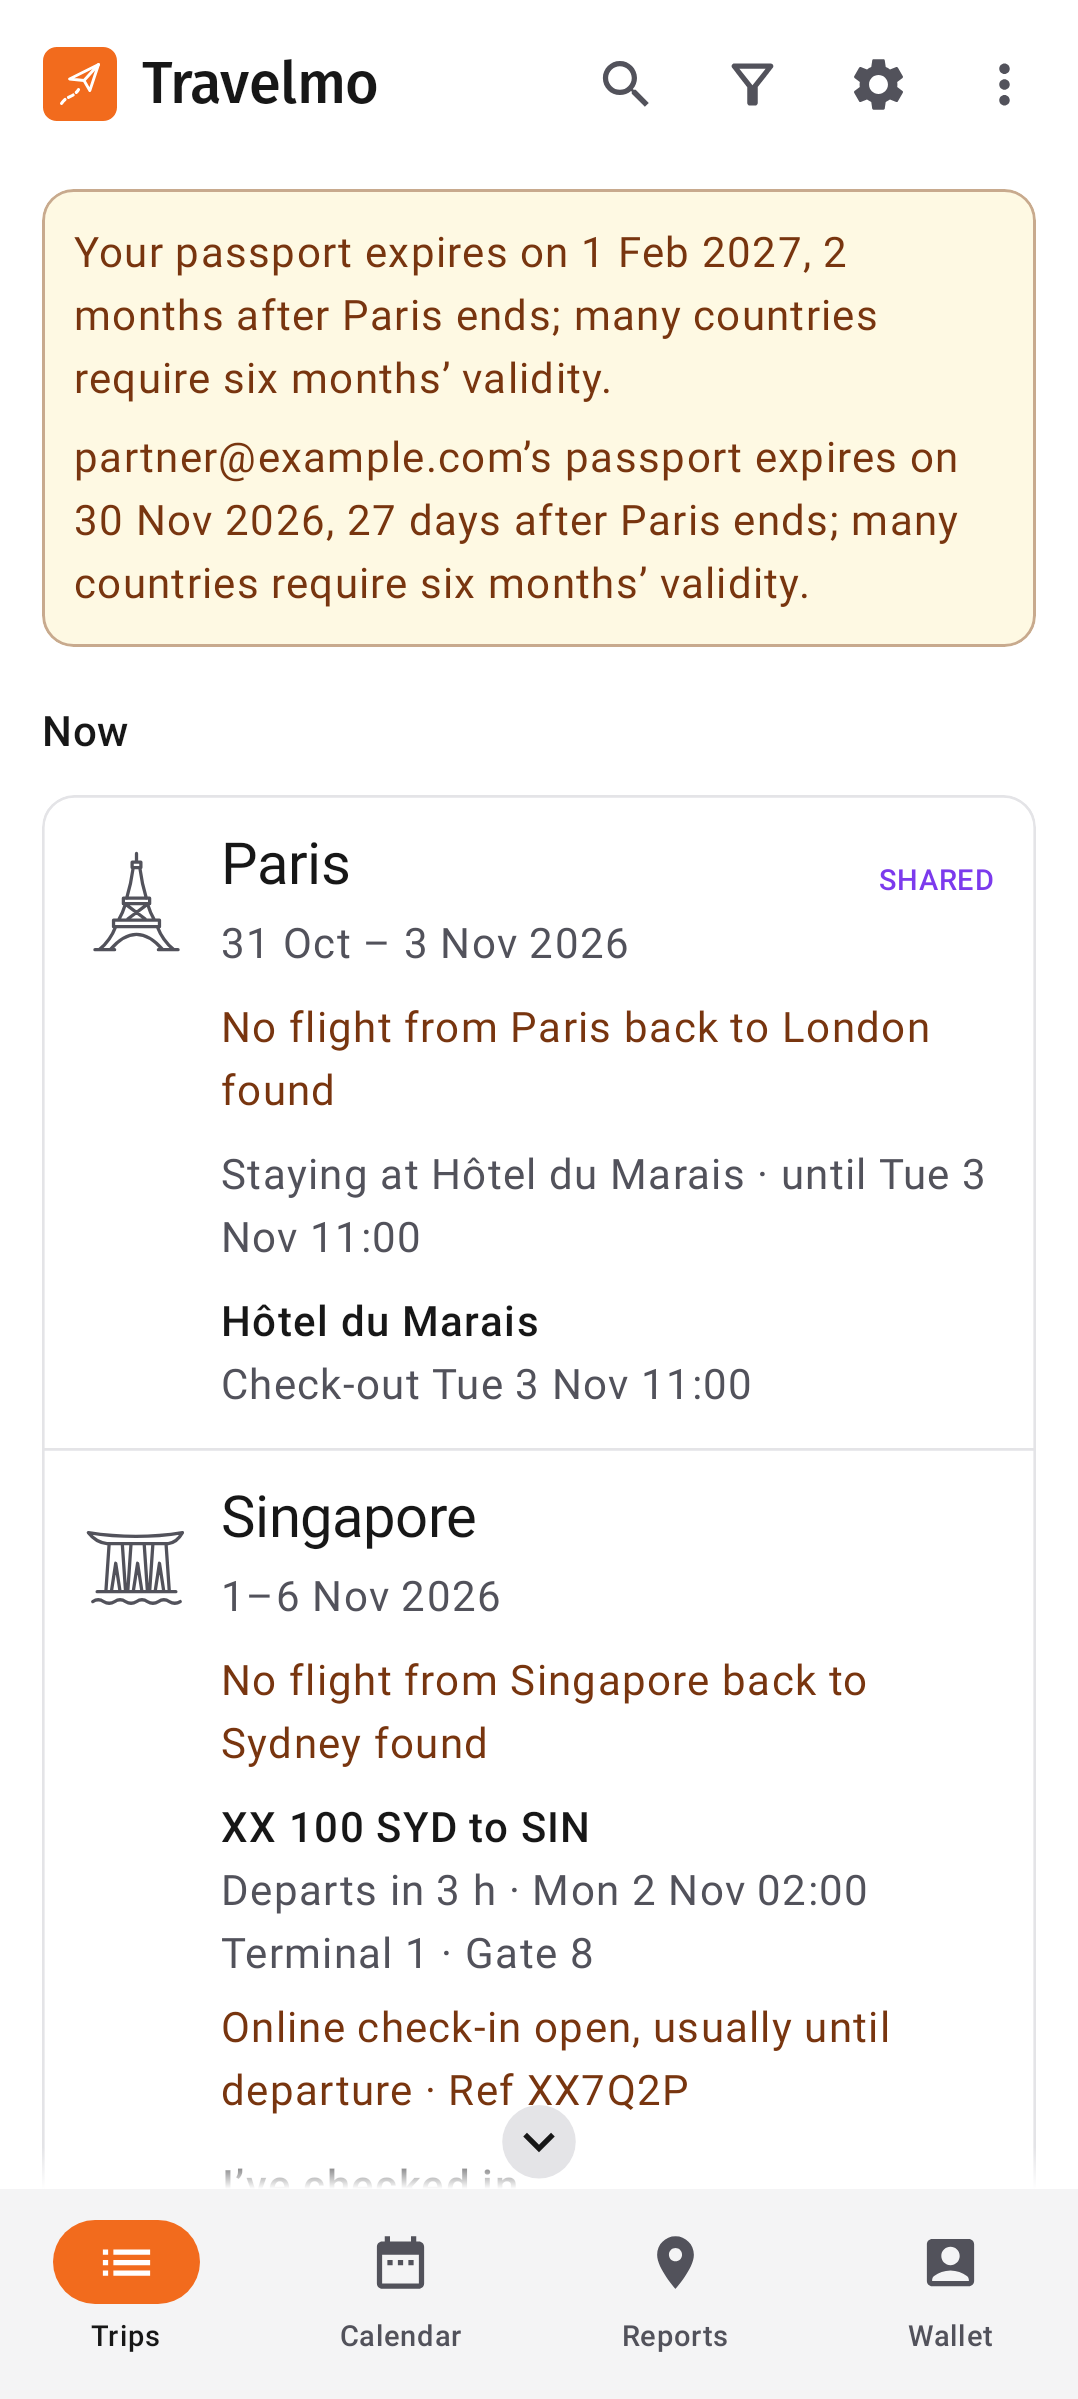 Travelmo
Your passport expires on 1 Feb 2027, 2
months after Paris ends; many countries
require six months’ validity.
partner@example.com’s passport expires on
30 Nov 2026, 27 days after Paris ends; many
countries require six months’ validity.
Now
Paris
SHARED
31 Oct – 3 Nov 2026
No flight from Paris back to London
found
Staying at Hôtel du Marais · until Tue 3
Nov 11:00
Hôtel du Marais
Check-out Tue 3 Nov 11:00
Singapore
1–6 Nov 2026
No flight from Singapore back to
Sydney found
XX 100 SYD to SIN
Departs in 3 h · Mon 2 Nov 02:00
Terminal 1 · Gate 8
Online check-in open, usually until
departure · Ref XX7Q2P
I’ve checked in
Trips
Calendar
Reports
Wallet